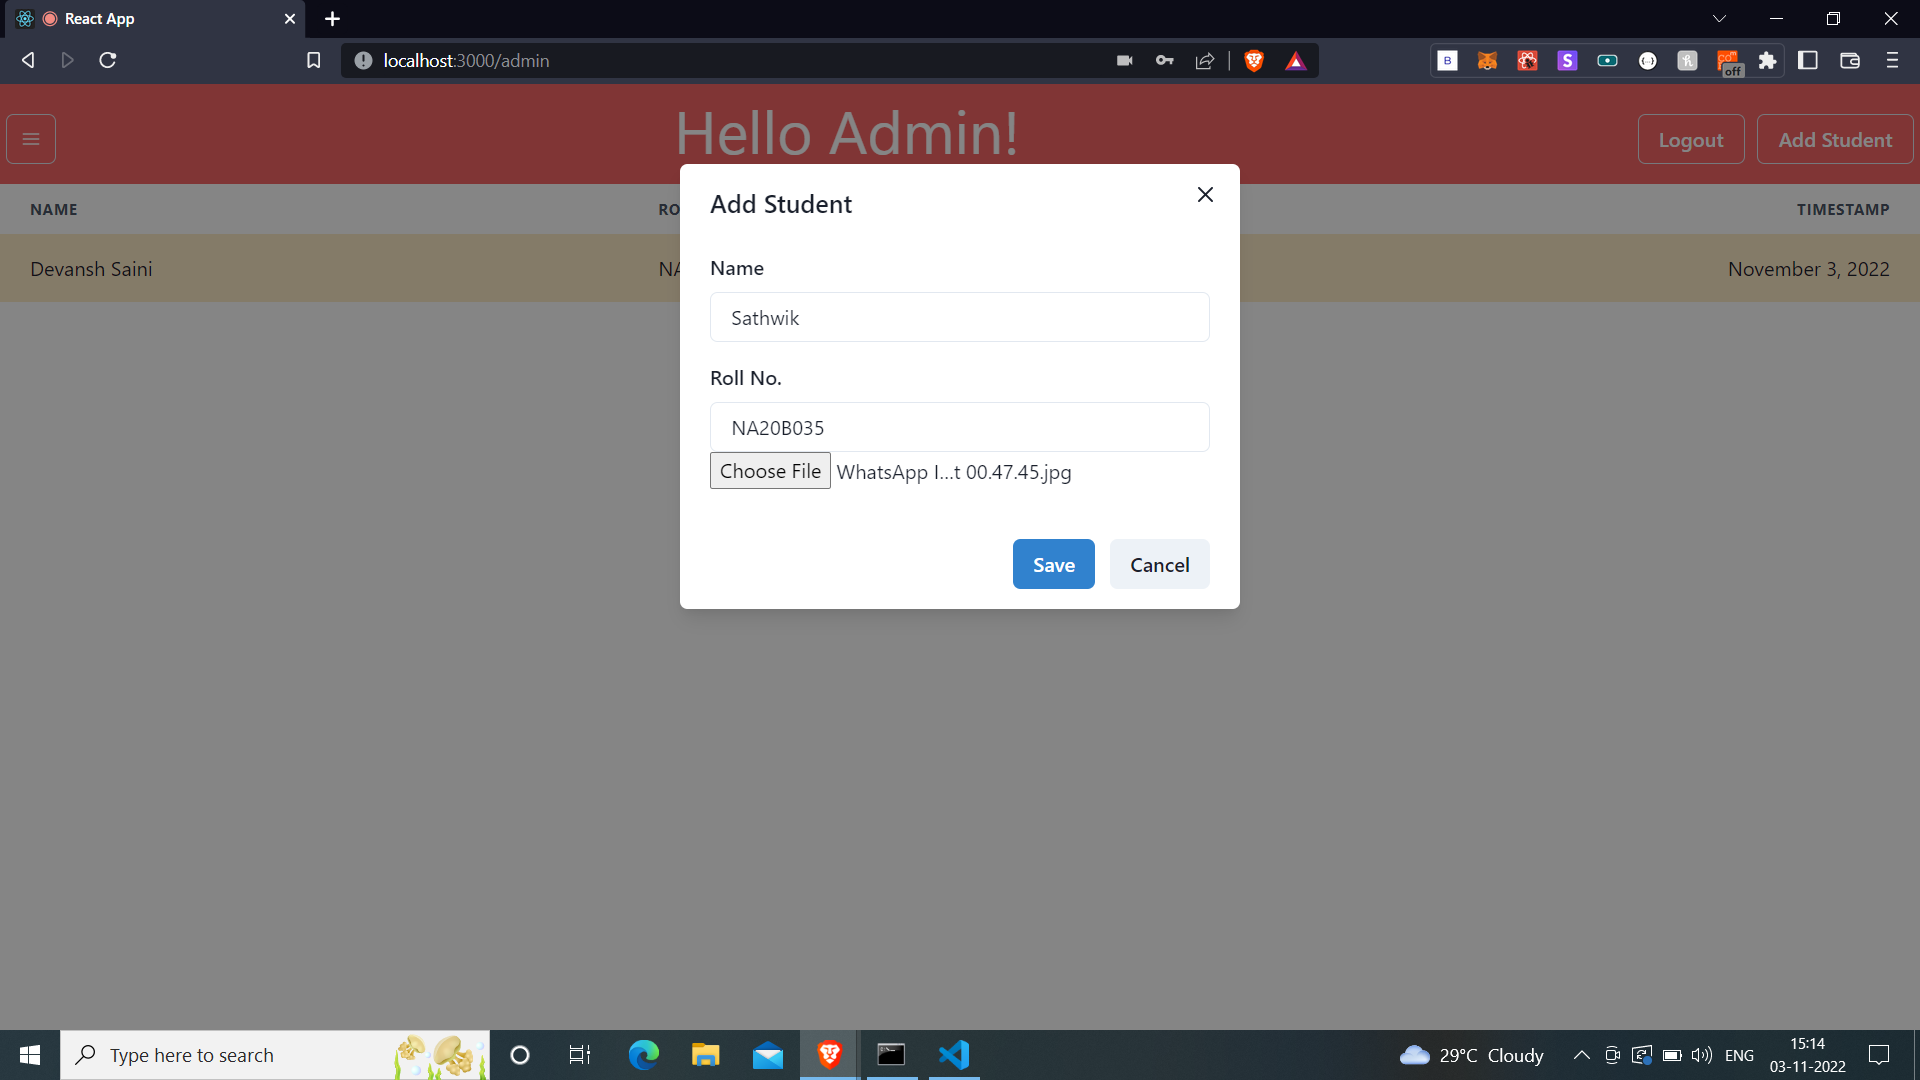 React App
localhost:3000/admin
B
S
off
Hello Admin!
Logout
Add Student
NAME
RO
TIMESTAMP
Devansh Saini
NA
November 3, 2022
Add Student
Name
Sathwik
Roll No.
NA20B035
Choose File WhatsApp I...t 00.47.45.jpg
Save
Cancel
Type here to search
29°C Cloudy
ENG
15:14
03-11-2022